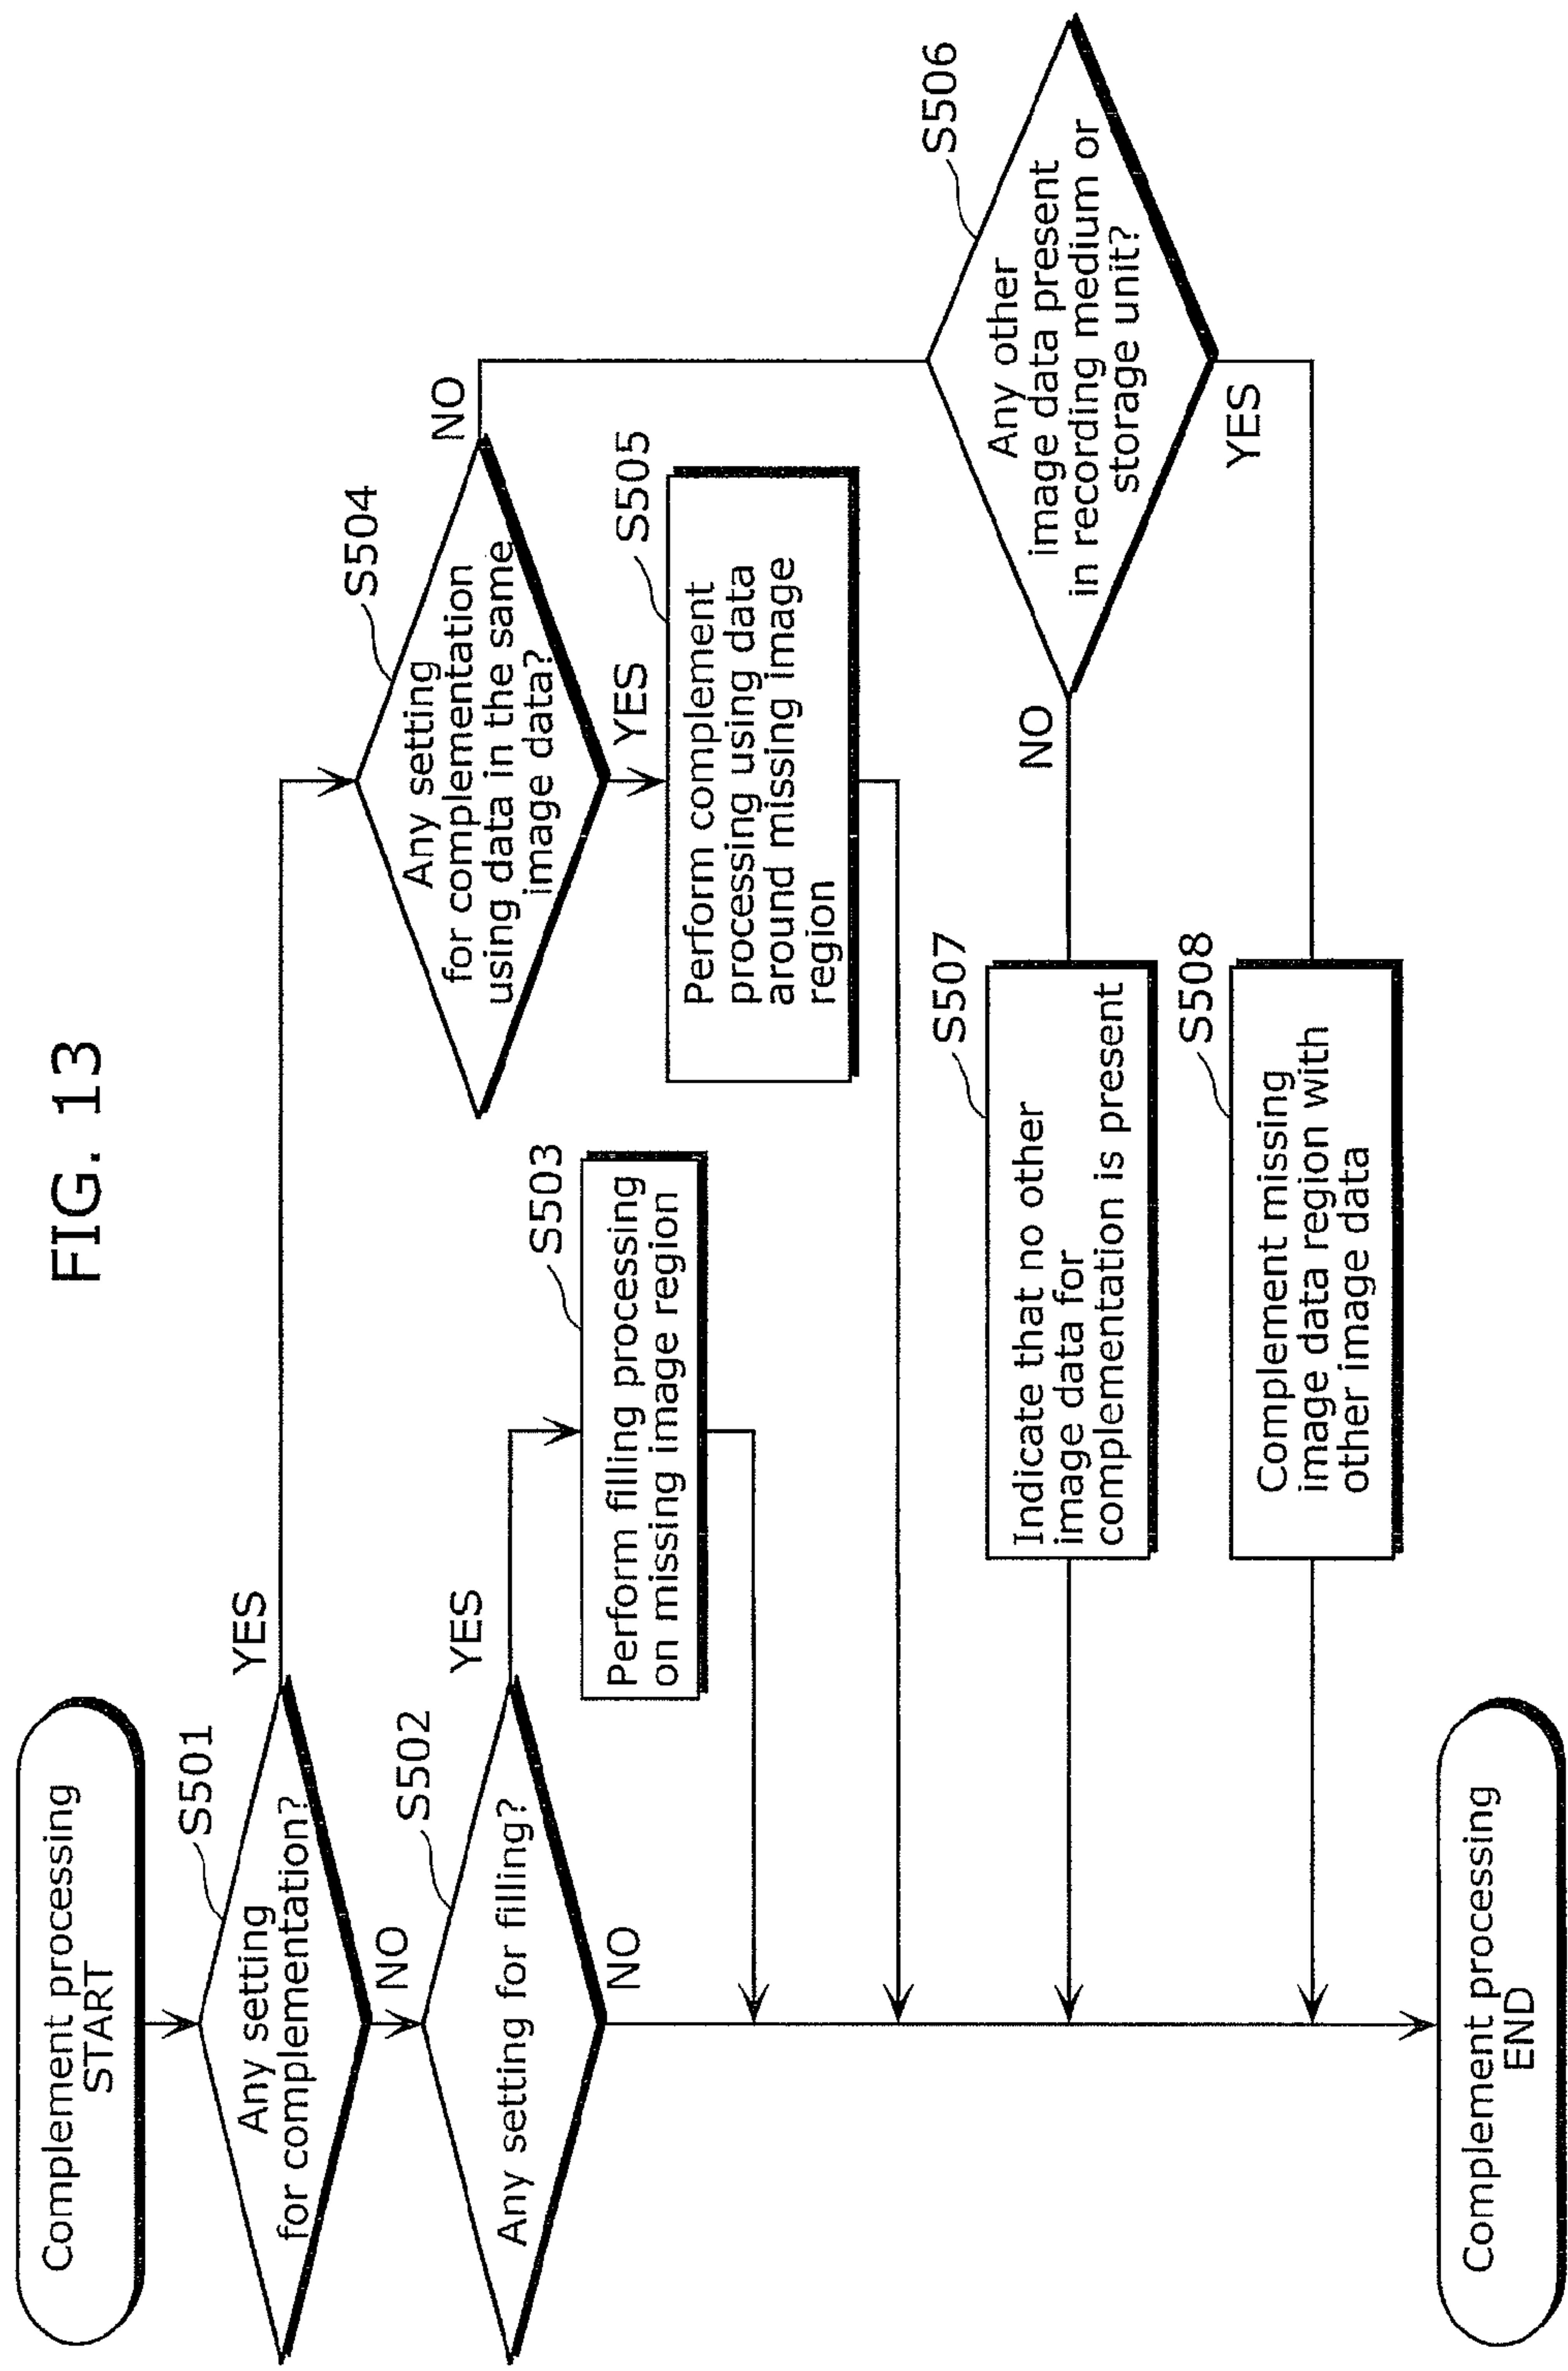 FIG. 13
Complement processing
START
S501
Any setting
for complementation?
YES
NO
S502
Any setting for filling?
YES
NO
S503
Perform filling processing
on missing image region
S504
Any setting
for complementation
using data in the same
image data?
NO
YES
S505
Perform complement
processing using data
around missing image
region
S506
Any other
image data present
in recording medium or
storage unit?
NO
YES
S507
Indicate that no other
image data for
complementation is present
S508
Complement missing
image data region with
other image data
Complement processing
END